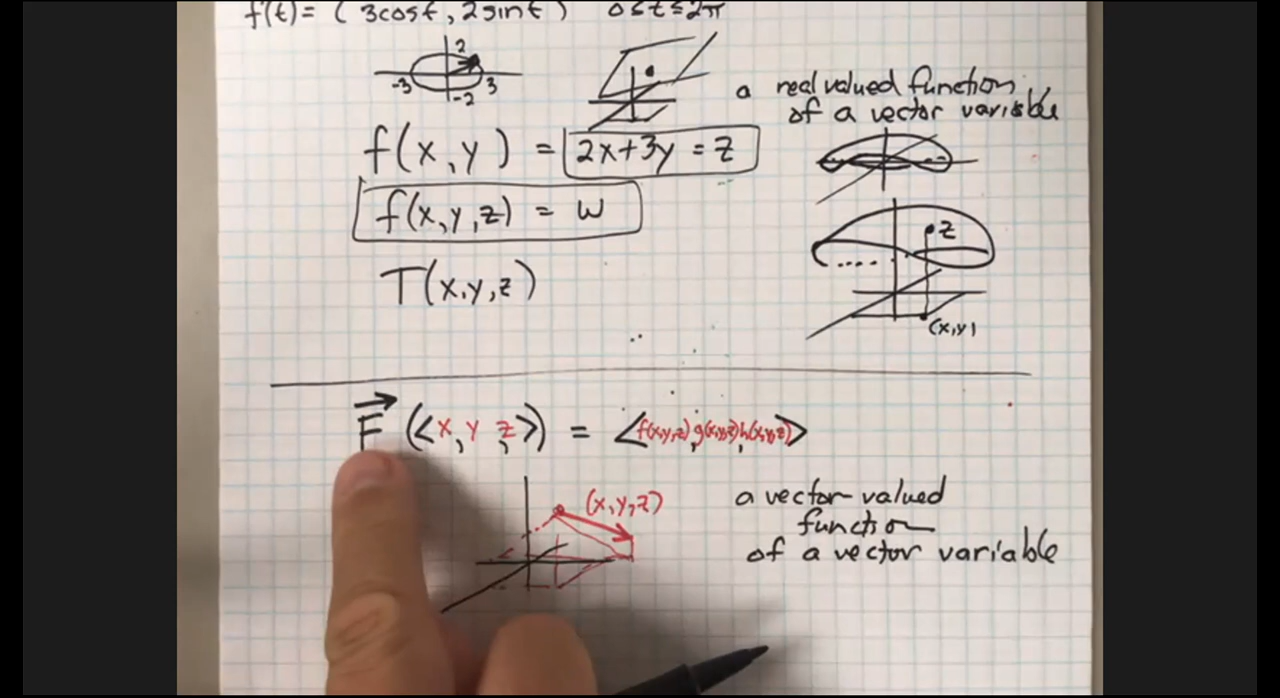 f(t) = ( 3cost , 2sint ) 0 ≤ t ≤ 2π
2
-3 3
-2
a real valued function
of a vector variable
f(x,y) = 2x+3y = z
f(x,y,z) = w
z
T(x,y,z)
(x,y)
F⃗ (<x, y, z>) = <f(x,y,z), g(x,y,z), h(x,y,z)>
(x,y,z)
a vector-valued
function
of a vector variable